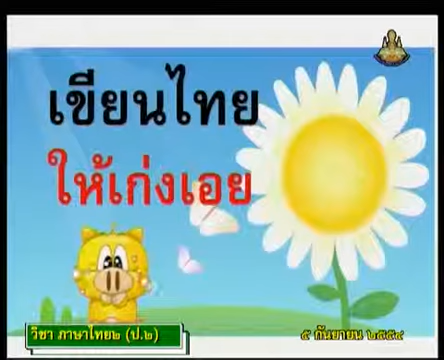 เขียนไทย
ให้เก่งเอย
วิชา ภาษาไทย๒ (ป.๒)
๕ กันยายน ๒๕๕๔